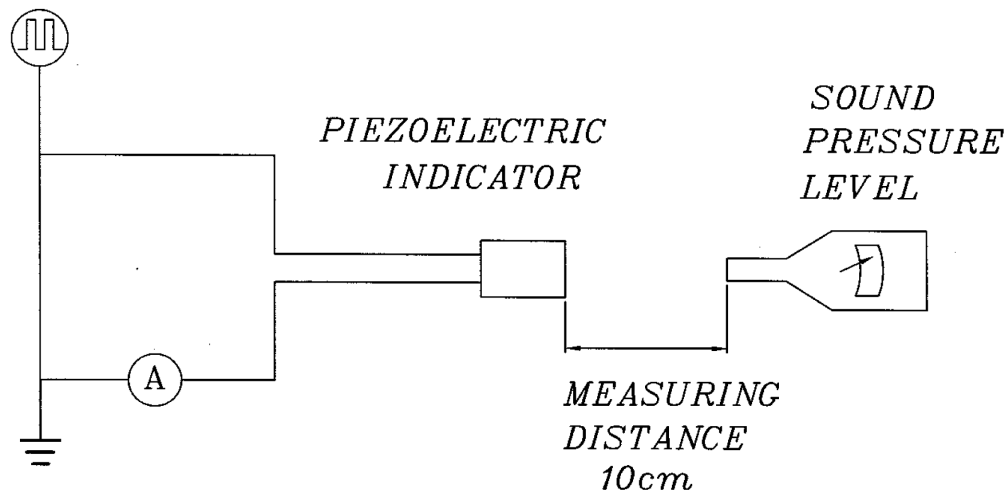 PIEZOELECTRIC
INDICATOR
SOUND
PRESSURE
LEVEL
A
MEASURING
DISTANCE
10cm